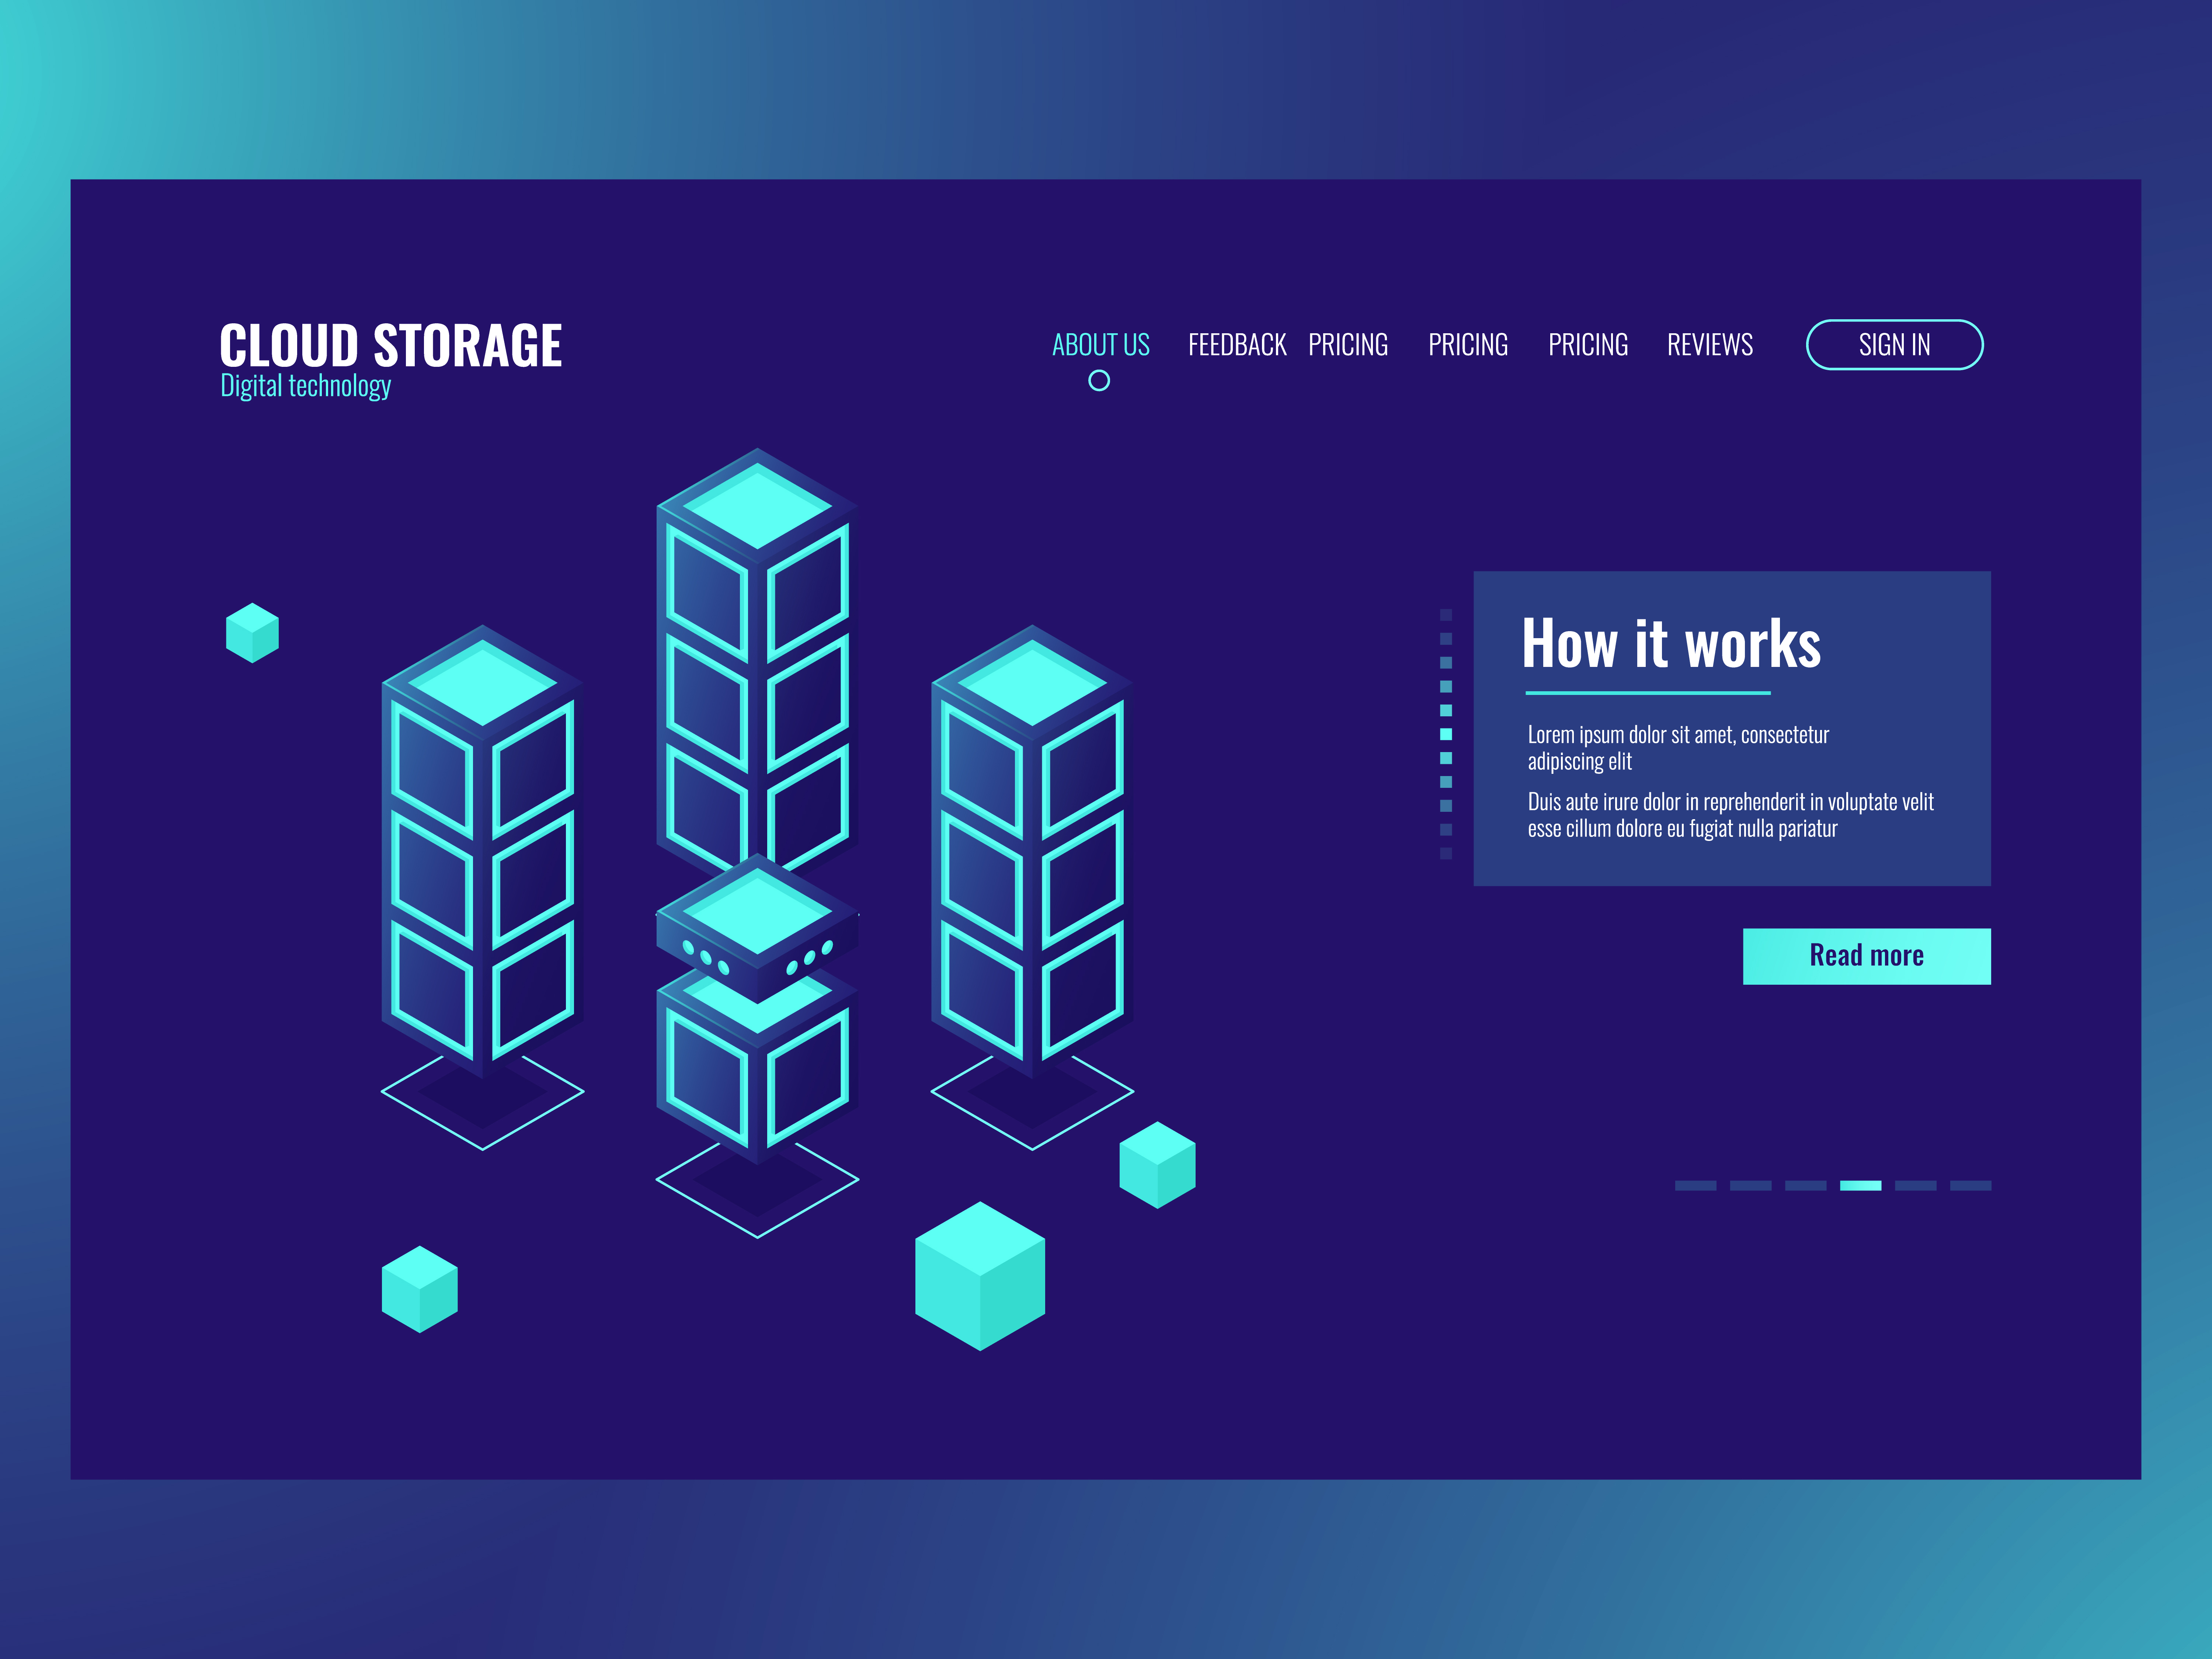 CLOUD STORAGE
Digital technology
ABOUT US FEEDBACK PRICING PRICING PRICING REVIEWS SIGN IN
How it works
Lorem ipsum dolor sit amet, consectetur
adipiscing elit
Duis aute irure dolor in reprehenderit in voluptate velit
esse cillum dolore eu fugiat nulla pariatur
Read more